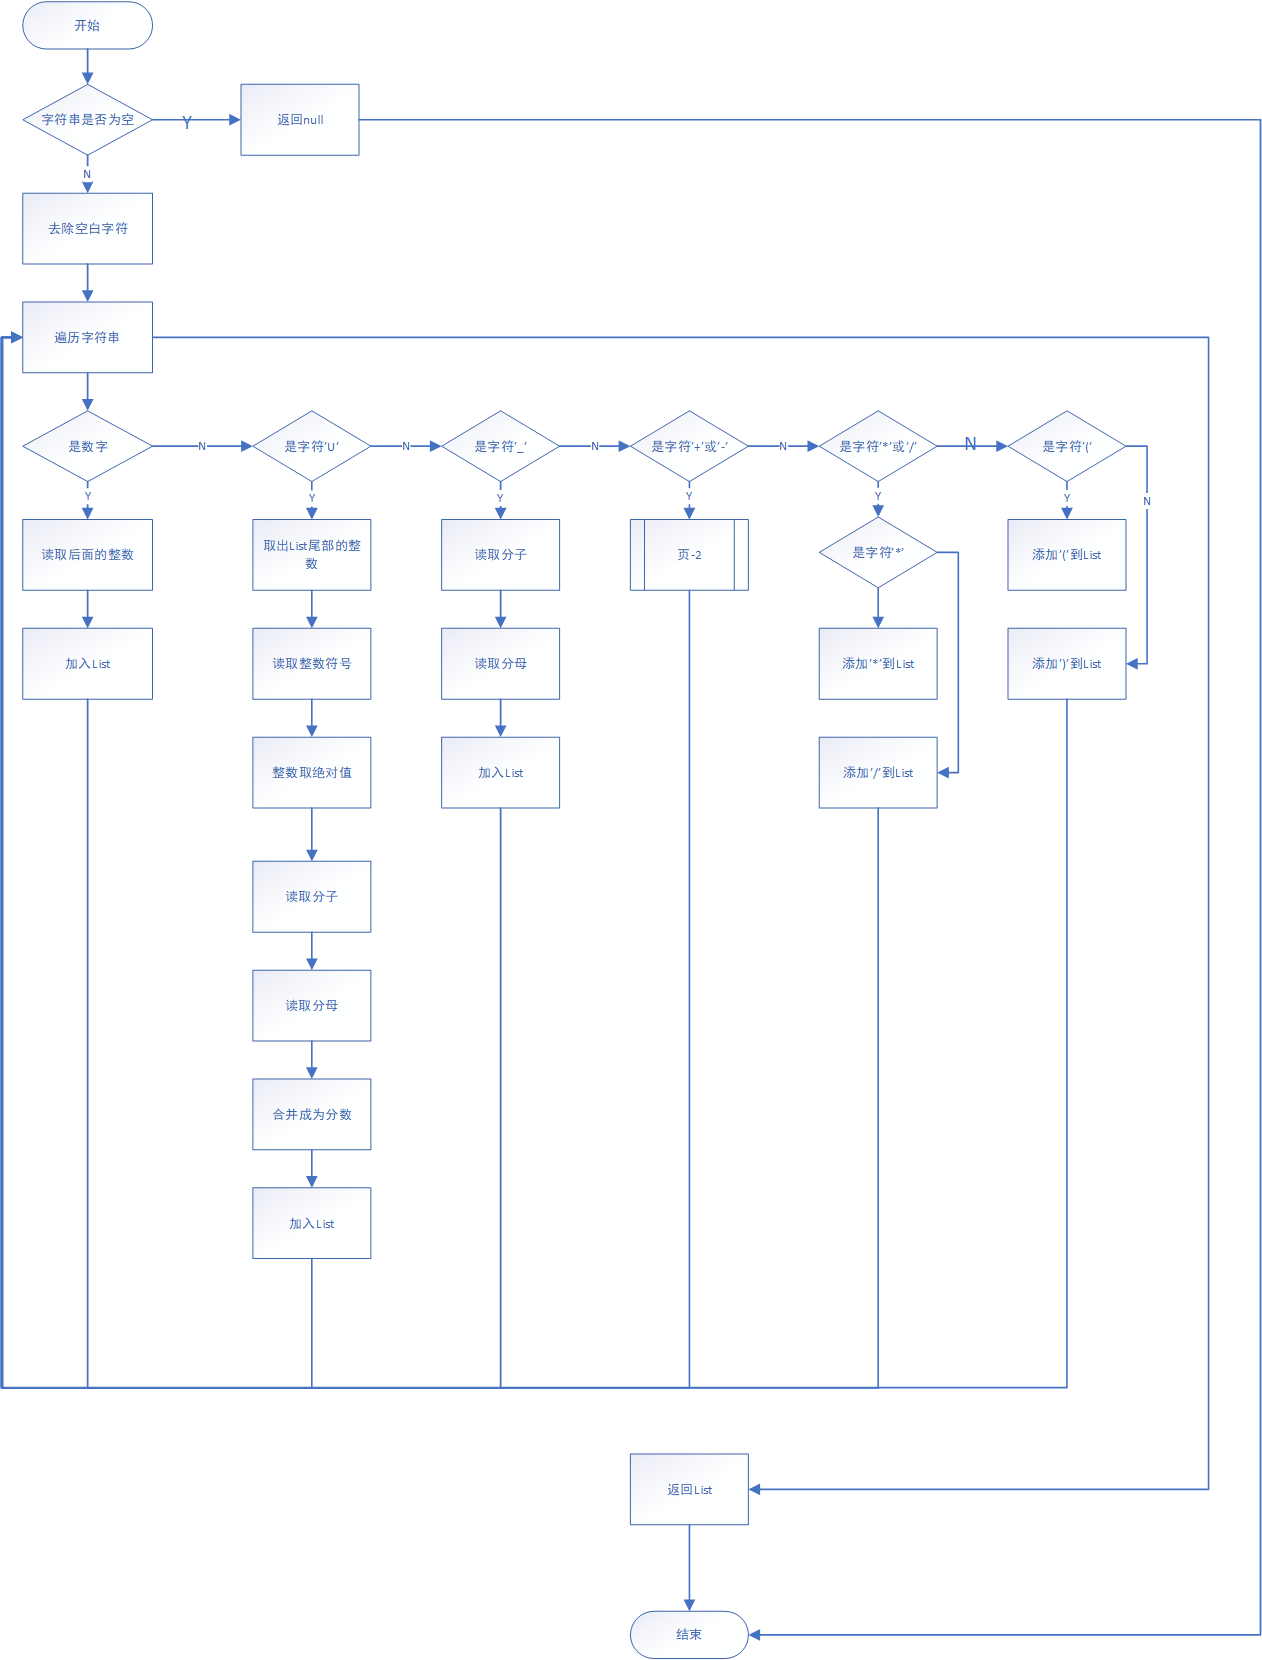 开始
字符串是否为空
Y
返回null
N
去除空白字符
遍历字符串
是数字
N
是字符'U'
N
是字符'_'
N
是字符'+'或'-'
N
是字符'*'或'/'
N
是字符'('
Y
Y
Y
Y
Y
Y
N
读取后面的整数
取出List尾部的整
数
读取分子
页-2
是字符'*'
添加'('到List
加入List
读取整数符号
读取分母
添加'*'到List
添加')'到List
整数取绝对值
加入List
添加'/'到List
读取分子
读取分母
合并成为分数
加入List
返回List
结束